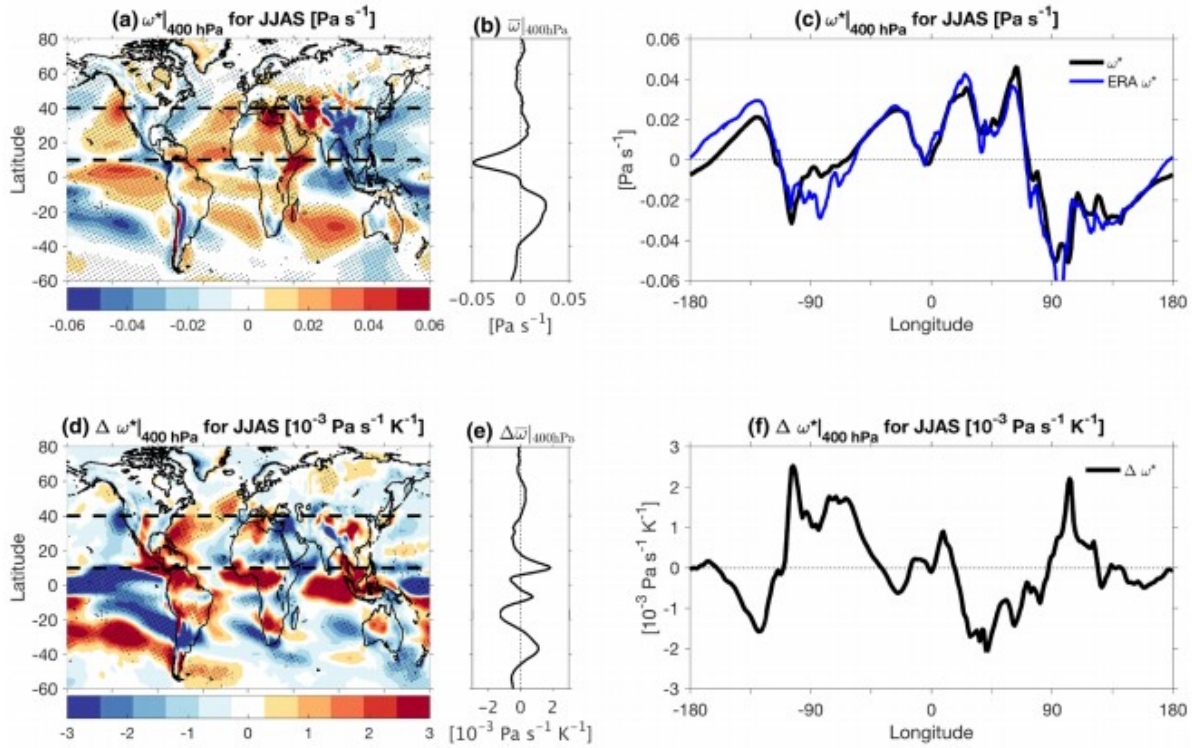 (a) ω*|400 hPa for JJAS [Pa s⁻¹]
80
60
40
20
0
-20
-40
-60
Latitude
-0.06 -0.04 -0.02 0 0.02 0.04 0.06
(b) ω̅|400hPa
-0.05 0 0.05
[Pa s⁻¹]
(c) ω*|400 hPa for JJAS [Pa s⁻¹]
0.06
0.04
0.02
0
-0.02
-0.04
-0.06
[Pa s⁻¹]
ω*
ERA ω*
-180 -90 0 90 180
Longitude
(d) Δ ω*|400 hPa for JJAS [10⁻³ Pa s⁻¹ K⁻¹]
80
60
40
20
0
-20
-40
-60
Latitude
-3 -2 -1 0 1 2 3
(e) Δω̅|400hPa
-2 0 2
[10⁻³ Pa s⁻¹ K⁻¹]
(f) Δ ω*|400 hPa for JJAS [10⁻³ Pa s⁻¹ K⁻¹]
3
2
1
0
-1
-2
-3
[10⁻³ Pa s⁻¹ K⁻¹]
Δ ω*
-180 -90 0 90 180
Longitude